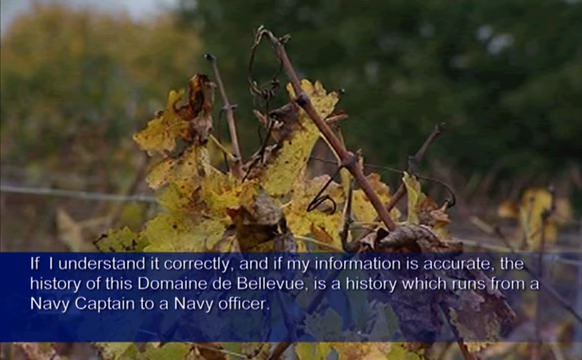 If I understand it correctly, and if my information is accurate, the
history of this Domaine de Bellevue, is a history which runs from a
Navy Captain to a Navy officer.